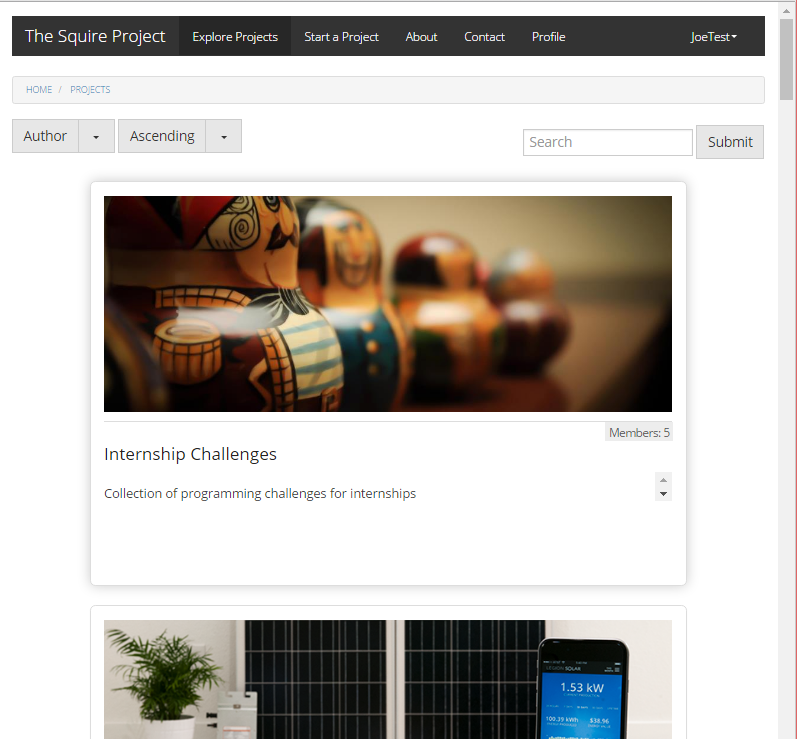 The Squire Project Explore Projects Start a Project About Contact Profile JoeTest
HOME / PROJECTS
Author Ascending Search Submit
Members: 5
Internship Challenges
Collection of programming challenges for internships
1.53 kW
100.39 kWh $38.96